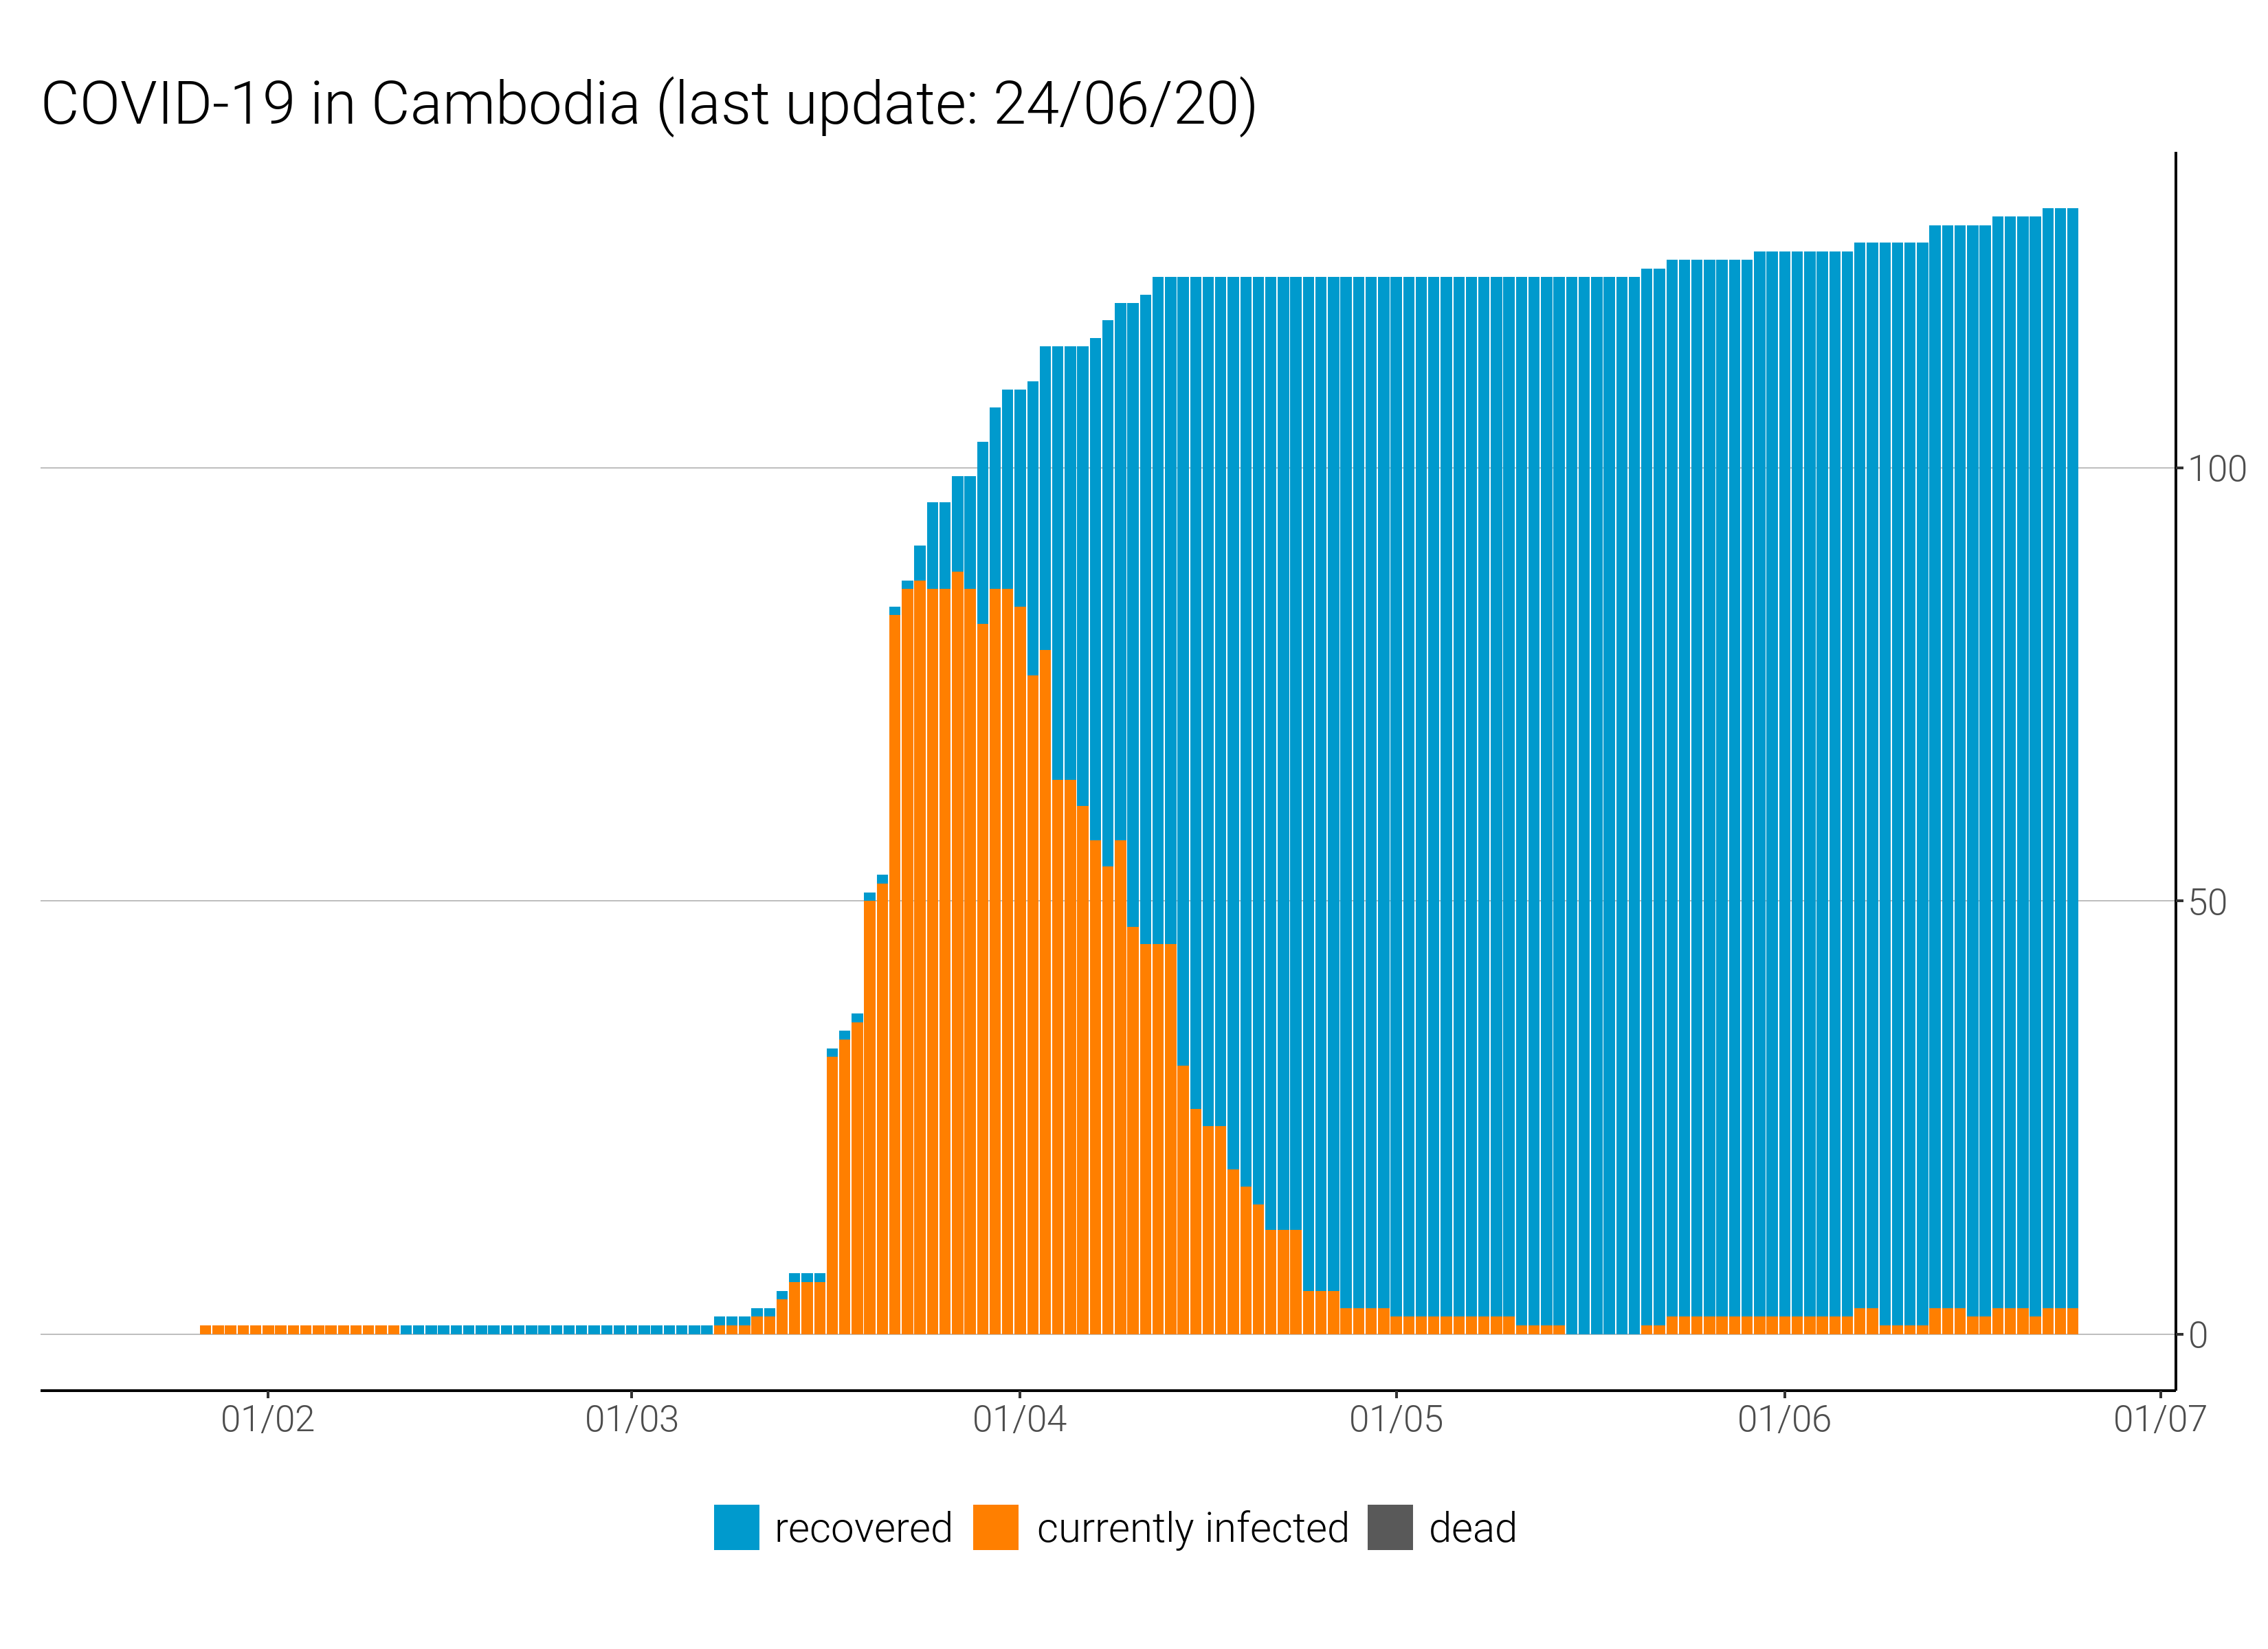 COVID-19 in Cambodia (last update: 24/06/20)
100
50
0
01/02 01/03 01/04 01/05 01/06 01/07
recovered currently infected dead